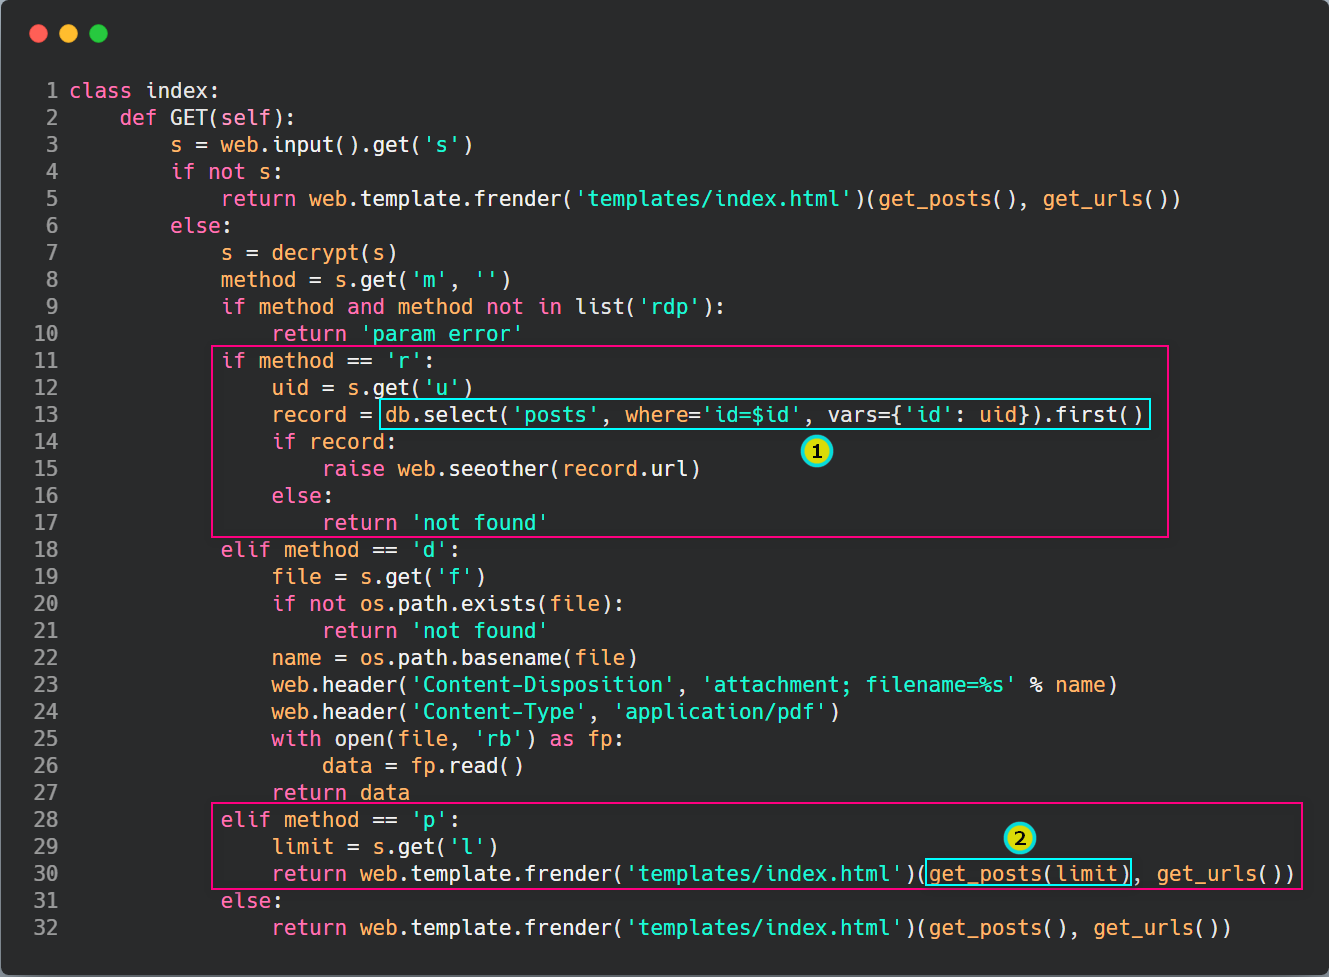 1 class index:
2     def GET(self):
3         s = web.input().get('s')
4         if not s:
5             return web.template.frender('templates/index.html')(get_posts(), get_urls())
6         else:
7             s = decrypt(s)
8             method = s.get('m', '')
9             if method and method not in list('rdp'):
10                 return 'param error'
11             if method == 'r':
12                 uid = s.get('u')
13                 record = db.select('posts', where='id=$id', vars={'id': uid}).first()
14                 if record:
1
15                     raise web.seeother(record.url)
16                 else:
17                     return 'not found'
18             elif method == 'd':
19                 file = s.get('f')
20                 if not os.path.exists(file):
21                     return 'not found'
22                 name = os.path.basename(file)
23                 web.header('Content-Disposition', 'attachment; filename=%s' % name)
24                 web.header('Content-Type', 'application/pdf')
25                 with open(file, 'rb') as fp:
26                     data = fp.read()
27                 return data
28             elif method == 'p':
2
29                 limit = s.get('l')
30                 return web.template.frender('templates/index.html')(get_posts(limit), get_urls())
31             else:
32                 return web.template.frender('templates/index.html')(get_posts(), get_urls())